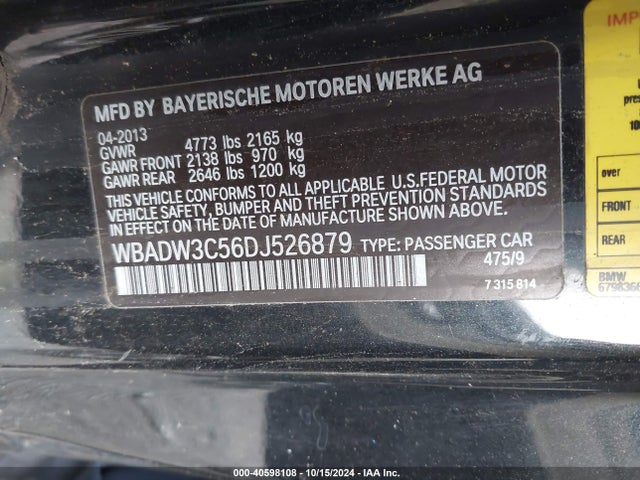 MFD BY BAYERISCHE MOTOREN WERKE AG
04-2013
GVWR 4773 lbs 2165 kg
GAWR FRONT 2138 lbs 970 kg
GAWR REAR 2646 lbs 1200 kg
THIS VEHICLE CONFORMS TO ALL APPLICABLE U.S.FEDERAL MOTOR
VEHICLE SAFETY, BUMPER AND THEFT PREVENTION STANDARDS
IN EFFECT ON THE DATE OF MANUFACTURE SHOWN ABOVE.
WBADW3C56DJ526879 TYPE: PASSENGER CAR
475/9
7 315 814
IMP
pres
over
FRONT
REAR
BMW
6798366
000-40598108 - 10/15/2024 - IAA Inc.